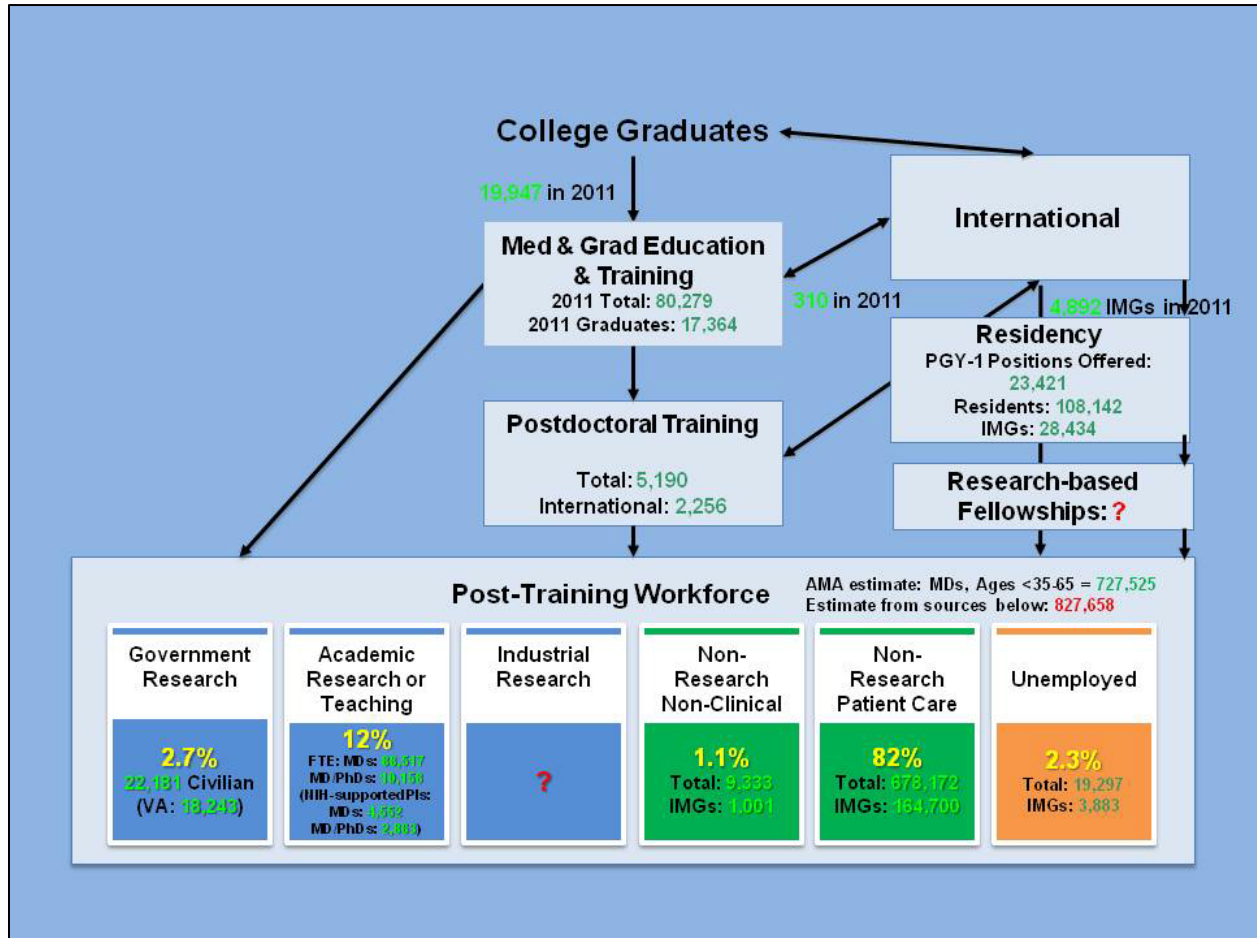 College Graduates
19,947 in 2011
International
Med & Grad Education
& Training
2011 Total: 80,279
2011 Graduates: 17,364
310 in 2011
4,892 IMGs in 2011
Residency
PGY-1 Positions Offered:
23,421
Residents: 108,142
IMGs: 28,434
Postdoctoral Training
Total: 5,190
International: 2,256
Research-based
Fellowships: ?
Post-Training Workforce
AMA estimate: MDs, Ages <35-65 = 727,525
Estimate from sources below: 827,658
Government
Research
2.7%
22,181 Civilian
(VA: 18,243)
Academic
Research or
Teaching
12%
FTE: MDs: 88,517
MD/PhDs: 10,158
(NIH-supported PIs:
MDs: 4,552
MD/PhDs:
Industrial
Research
?
Non-
Research
Non-Clinical
1.1%
Total: 9,333
IMGs: 1,001
Non-
Research
Patient Care
82%
Total: 678,172
IMGs: 164,700
Unemployed
2.3%
Total: 19,297
IMGs: 3,883